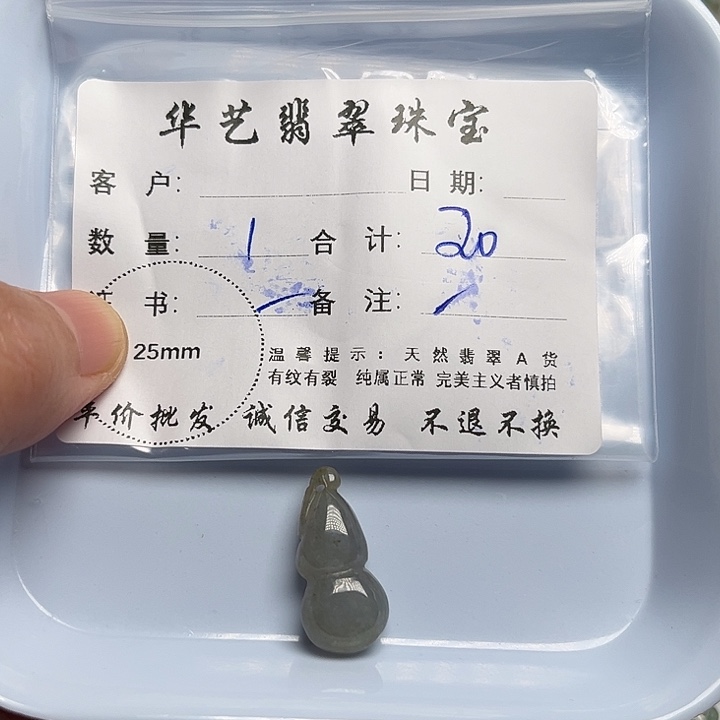 华艺翡翠珠宝
客户: 日期:
数量: 1 合计: 20
证书: 备注:
25mm
温馨提示: 天然翡翠A货
有纹有裂 纯属正常 完美主义者慎拍
单价批发 诚信交易 不退不换